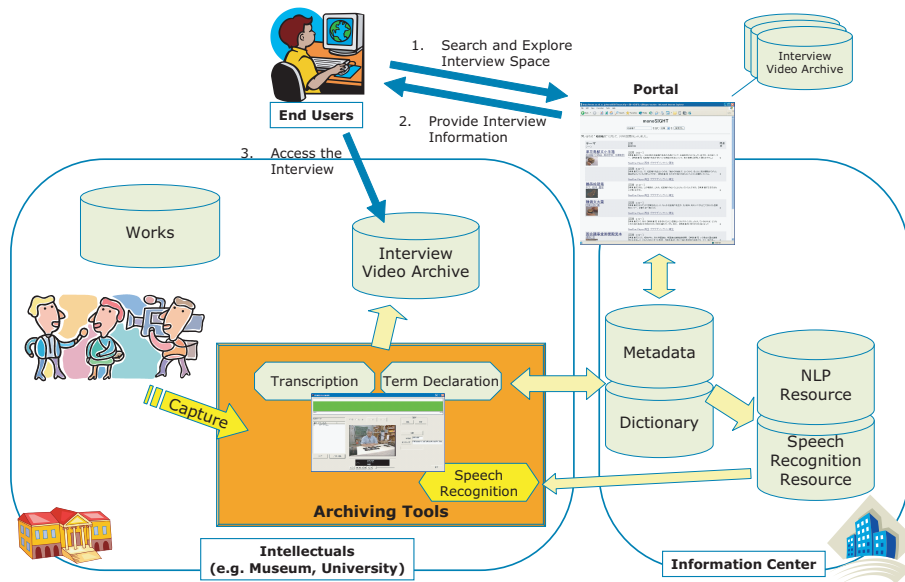 1. Search and Explore
Interview Space
Interview
Video Archive
Portal
End Users
2. Provide Interview
Information
moneSIGHT
3. Access the
Interview
Works
Interview
Video Archive
Metadata
Transcription
Term Declaration
NLP
Resource
Capture
Dictionary
Speech
Recognition
Resource
Speech
Recognition
Archiving Tools
Intellectuals
(e.g. Museum, University)
Information Center